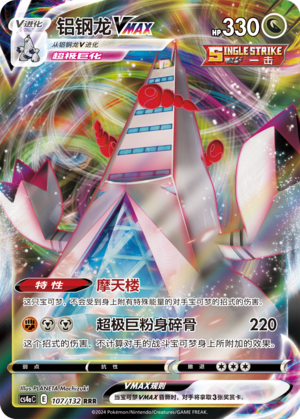 V进化
铝钢龙VMAX
HP330
从铝钢龙V进化
超极巨化
SINGLE STRIKE
一击
特性 摩天楼
这只宝可梦，不会受到身上附有特殊能量的对手宝可梦的招式的伤害。
超极巨粉身碎骨 220
这个招式的伤害，不计算对手的战斗宝可梦身上所附加的效果。
弱点 抗性 撤退
Illus. PLANETA Mochizuki
VMAX规则
cs4aC E 107/132 RRR
当宝可梦VMAX昏厥时，对手将拿取3张奖赏卡。
©2024 Pokémon/Nintendo/Creatures/GAME FREAK.